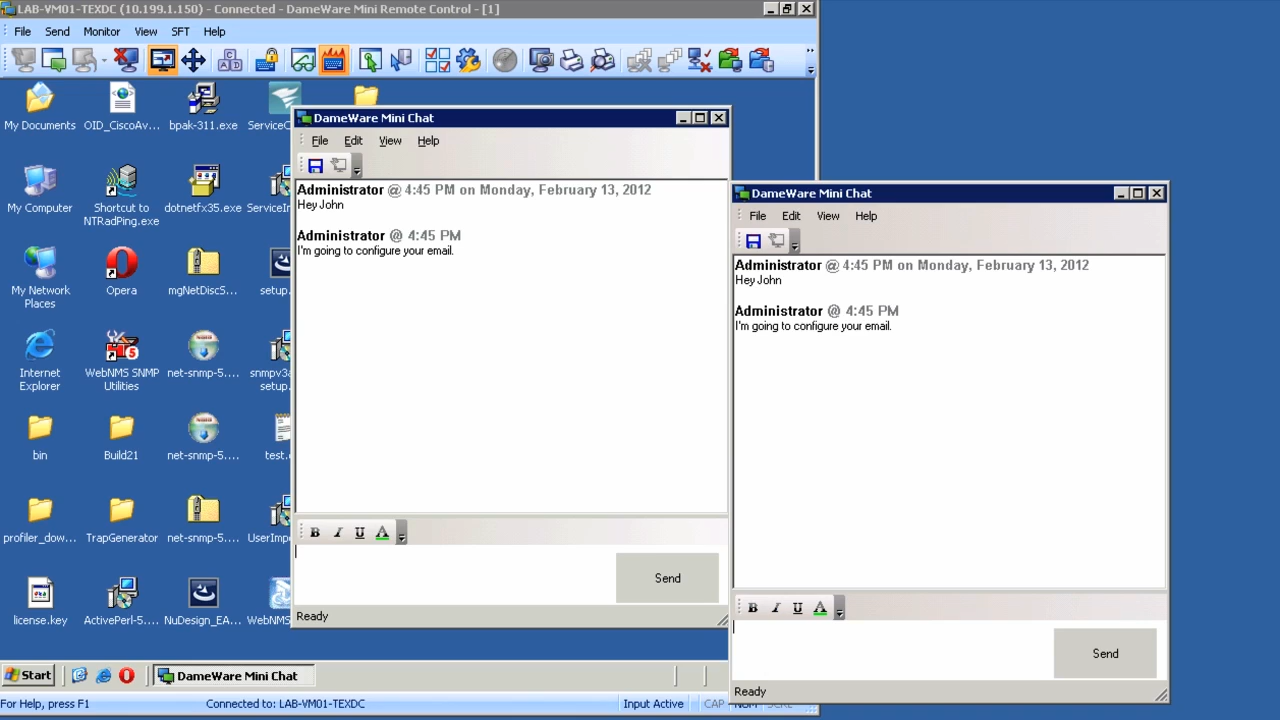 LAB-VM01-TEXDC (10.199.1.150) - Connected - DameWare Mini Remote Control - [1]
File Send Monitor View SFT Help
My Documents OID_CiscoAv... bpak-311.exe
DameWare Mini Chat
File Edit View Help
Administrator @ 4:45 PM on Monday, February 13, 2012
Hey John
Administrator @ 4:45 PM
I'm going to configure your email.
B I U A
Send
Ready
DameWare Mini Chat
File Edit View Help
Administrator @ 4:45 PM on Monday, February 13, 2012
Hey John
Administrator @ 4:45 PM
I'm going to configure your email.
B I U A
Send
Ready
My Computer Shortcut to dotnetfx35.exe
NTRadPing.exe
My Network Opera mgNetDiscS... setup.
Places
Internet WebNMS SNMP net-snmp-5....
Explorer Utilities setup.
bin Build21 net-snmp-5.... test.
profiler_dow... TrapGenerator net-snmp-5....
license.key ActivePerl-5.... NuDesign_EA... WebNMS
Start DameWare Mini Chat
For Help, press F1 Connected to: LAB-VM01-TEXDC Input Active CAP